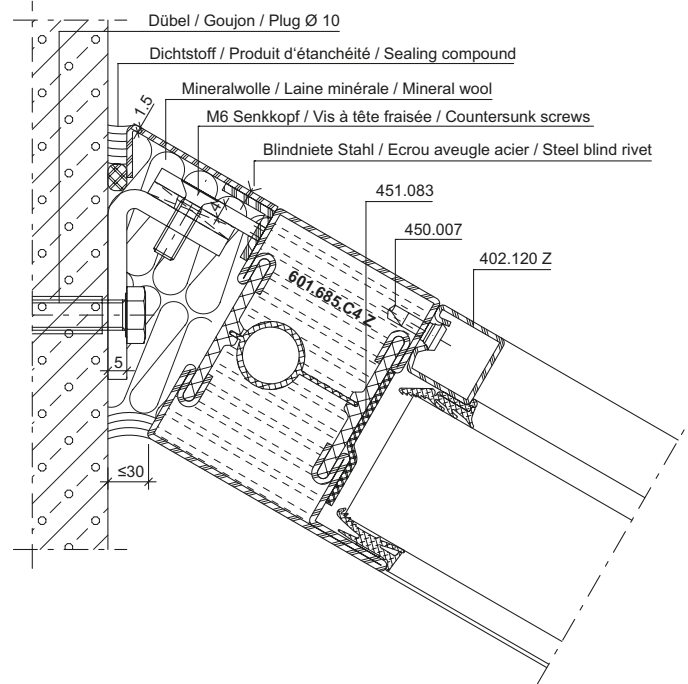 Dübel / Goujon / Plug Ø 10
Dichtstoff / Produit d‘étanchéité / Sealing compound
Mineralwolle / Laine minérale / Mineral wool
1.5
M6 Senkkopf / Vis à tête fraisée / Countersunk screws
Blindniete Stahl / Ecrou aveugle acier / Steel blind rivet
451.083
4
450.007
402.120 Z
601.685.C4 Z
5
≤30